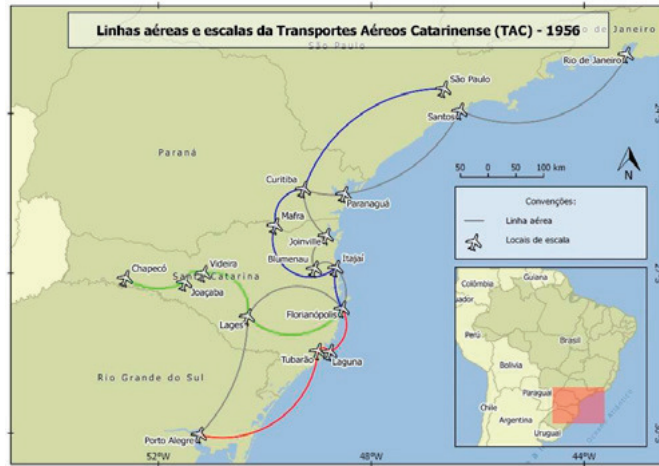 Linhas aéreas e escalas da Transportes Aéreos Catarinense (TAC) - 1956
São Paulo
Rio de Janeiro
São Paulo
Santos
Paraná
Curitiba
Paranaguá
Mafra
Joinville
Blumenau
Itajaí
Chapecó
Videira
Santa Catarina
Joaçaba
Lages
Florianópolis
Tubarão
Laguna
Rio Grande do Sul
Porto Alegre
52°W
48°W
44°W
50 0 50 100 km
N
Convenções:
Linha aérea
Locais de escala
Colômbia
Guiana
Peru
Brasil
Bolívia
Paraguai
Chile
Argentina
Uruguai